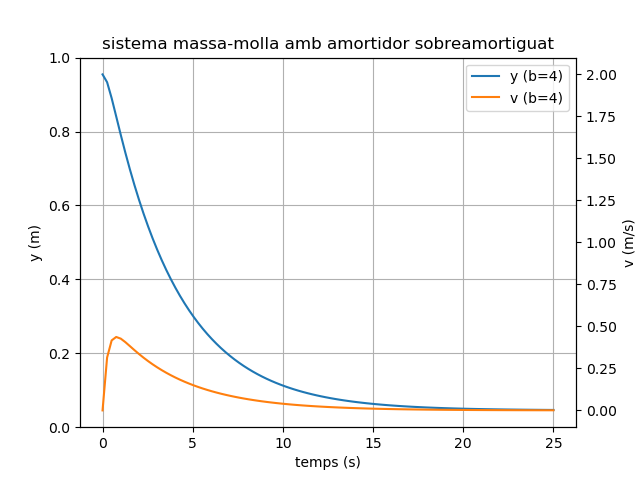 sistema massa-molla amb amortidor sobreamortiguat
y (b=4)
v (b=4)
y (m)
1.0
0.8
0.6
0.4
0.2
0.0
2.00
1.75
1.50
1.25
1.00
0.75
0.50
0.25
0.00
v (m/s)
0 5 10 15 20 25
temps (s)